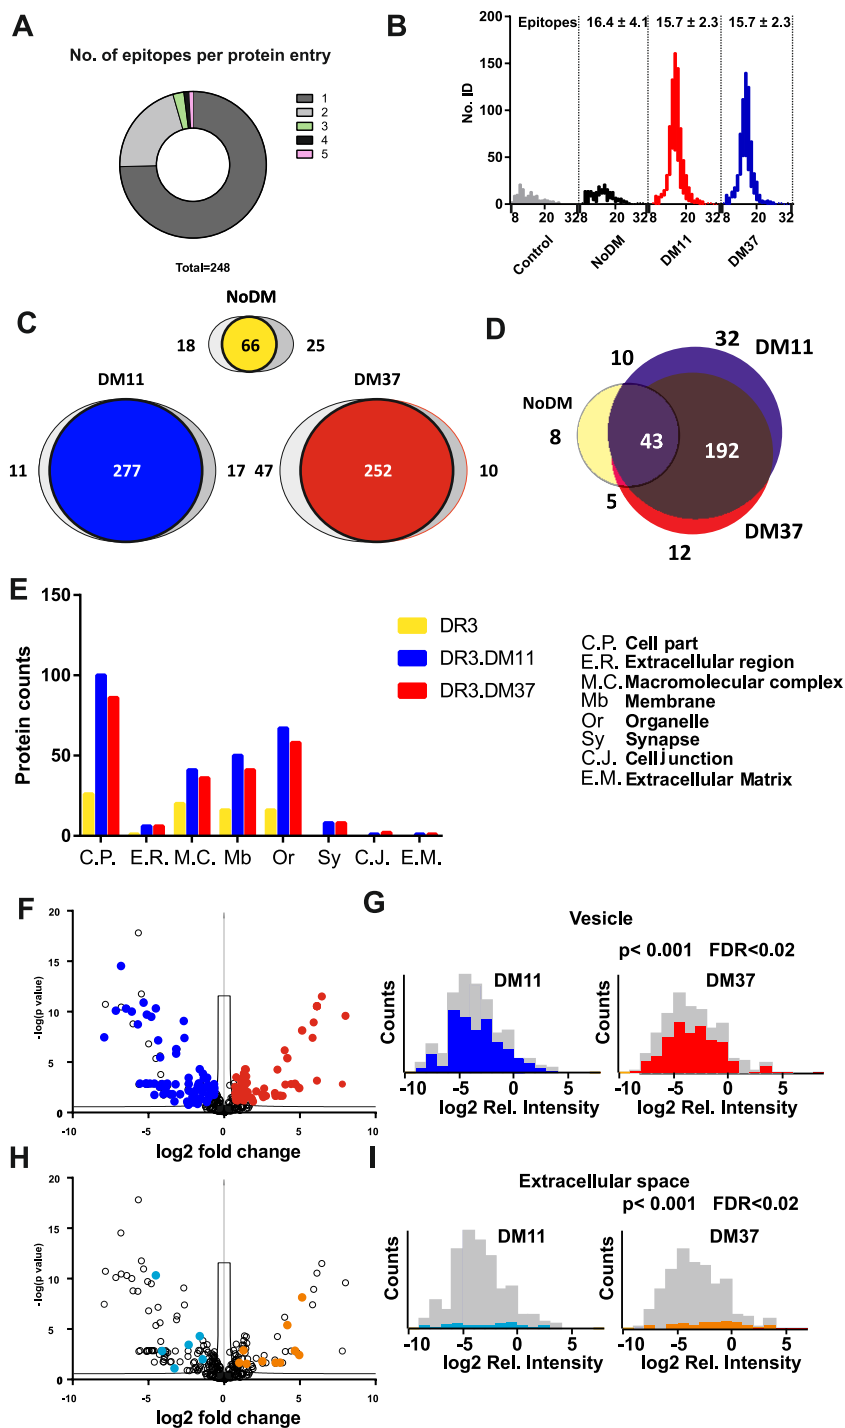 A
No. of epitopes per protein entry
1
2
3
4
5
Total=248
B
Epitopes 16.4 ± 4.1 15.7 ± 2.3 15.7 ± 2.3
No. ID
200
150
100
50
0
8 20 32 8 20 32 8 20 32 8 20 32
Control NoDM DM11 DM37
C
NoDM
18 66 25
DM11 DM37
11 277 17 47 252 10
D
32
DM11
10
NoDM
8 43 192
5
DM37
12
E
Protein counts
150
100
50
0
C.P. E.R. M.C. Mb Or Sy C.J. E.M.
DR3
DR3.DM11
DR3.DM37
C.P. Cell part
E.R. Extracellular region
M.C. Macromolecular complex
Mb Membrane
Or Organelle
Sy Synapse
C.J. Cell junction
E.M. Extracellular Matrix
F
-log(p value)
20
15
10
5
0
-10 -5 0 5 10
log2 fold change
G
Vesicle
p< 0.001 FDR<0.02
DM11 DM37
Counts Counts
-10 -5 0 5 -10 -5 0 5
log2 Rel. Intensity log2 Rel. Intensity
H
-log(p value)
20
15
10
5
0
-10 -5 0 5 10
log2 fold change
I
Extracellular space
p< 0.001 FDR<0.02
DM11 DM37
Counts Counts
-10 -5 0 5 -10 -5 0 5
log2 Rel. Intensity log2 Rel. Intensity